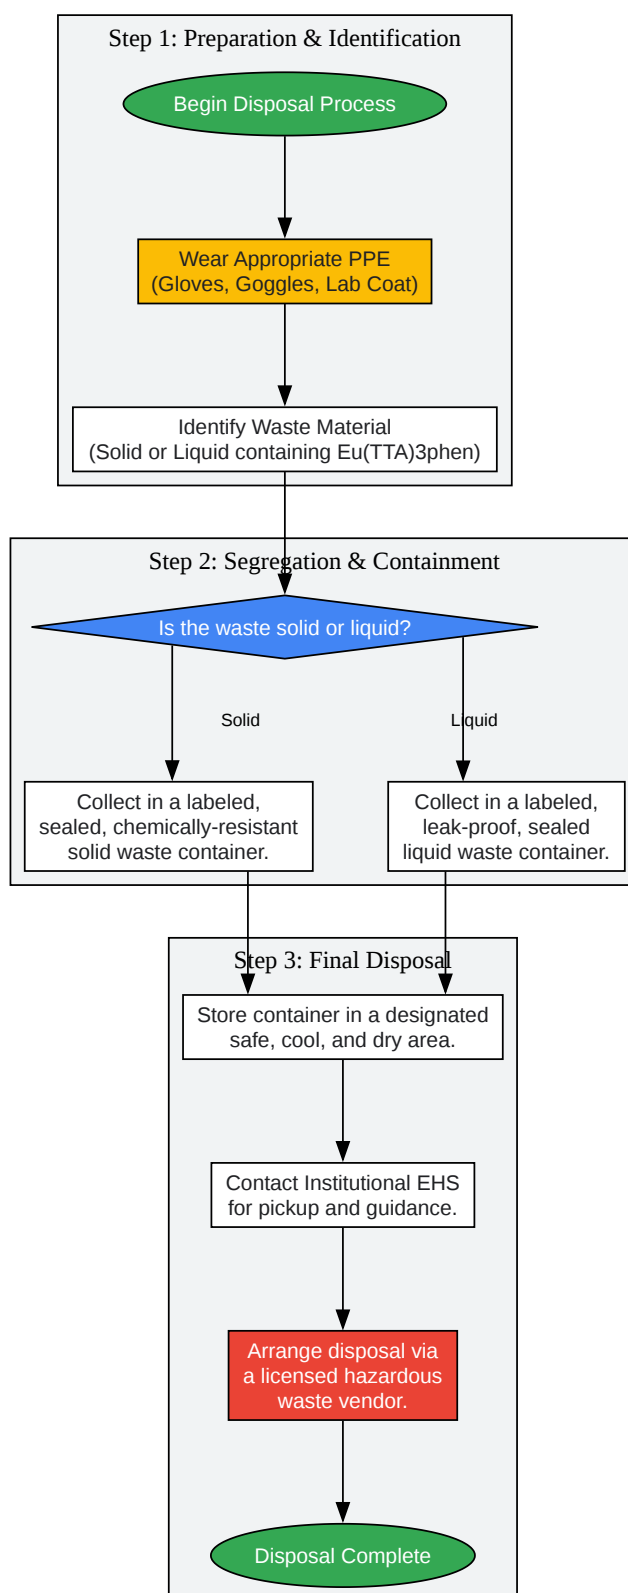 Step 1: Preparation & Identification
Begin Disposal Process
Wear Appropriate PPE
(Gloves, Goggles, Lab Coat)
Identify Waste Material
(Solid or Liquid containing Eu(TTA)3phen)
Step 2: Segregation & Containment
Is the waste solid or liquid?
Solid
Liquid
Collect in a labeled,
sealed, chemically-resistant
solid waste container.
Collect in a labeled,
leak-proof, sealed
liquid waste container.
Step 3: Final Disposal
Store container in a designated
safe, cool, and dry area.
Contact Institutional EHS
for pickup and guidance.
Arrange disposal via
a licensed hazardous
waste vendor.
Disposal Complete